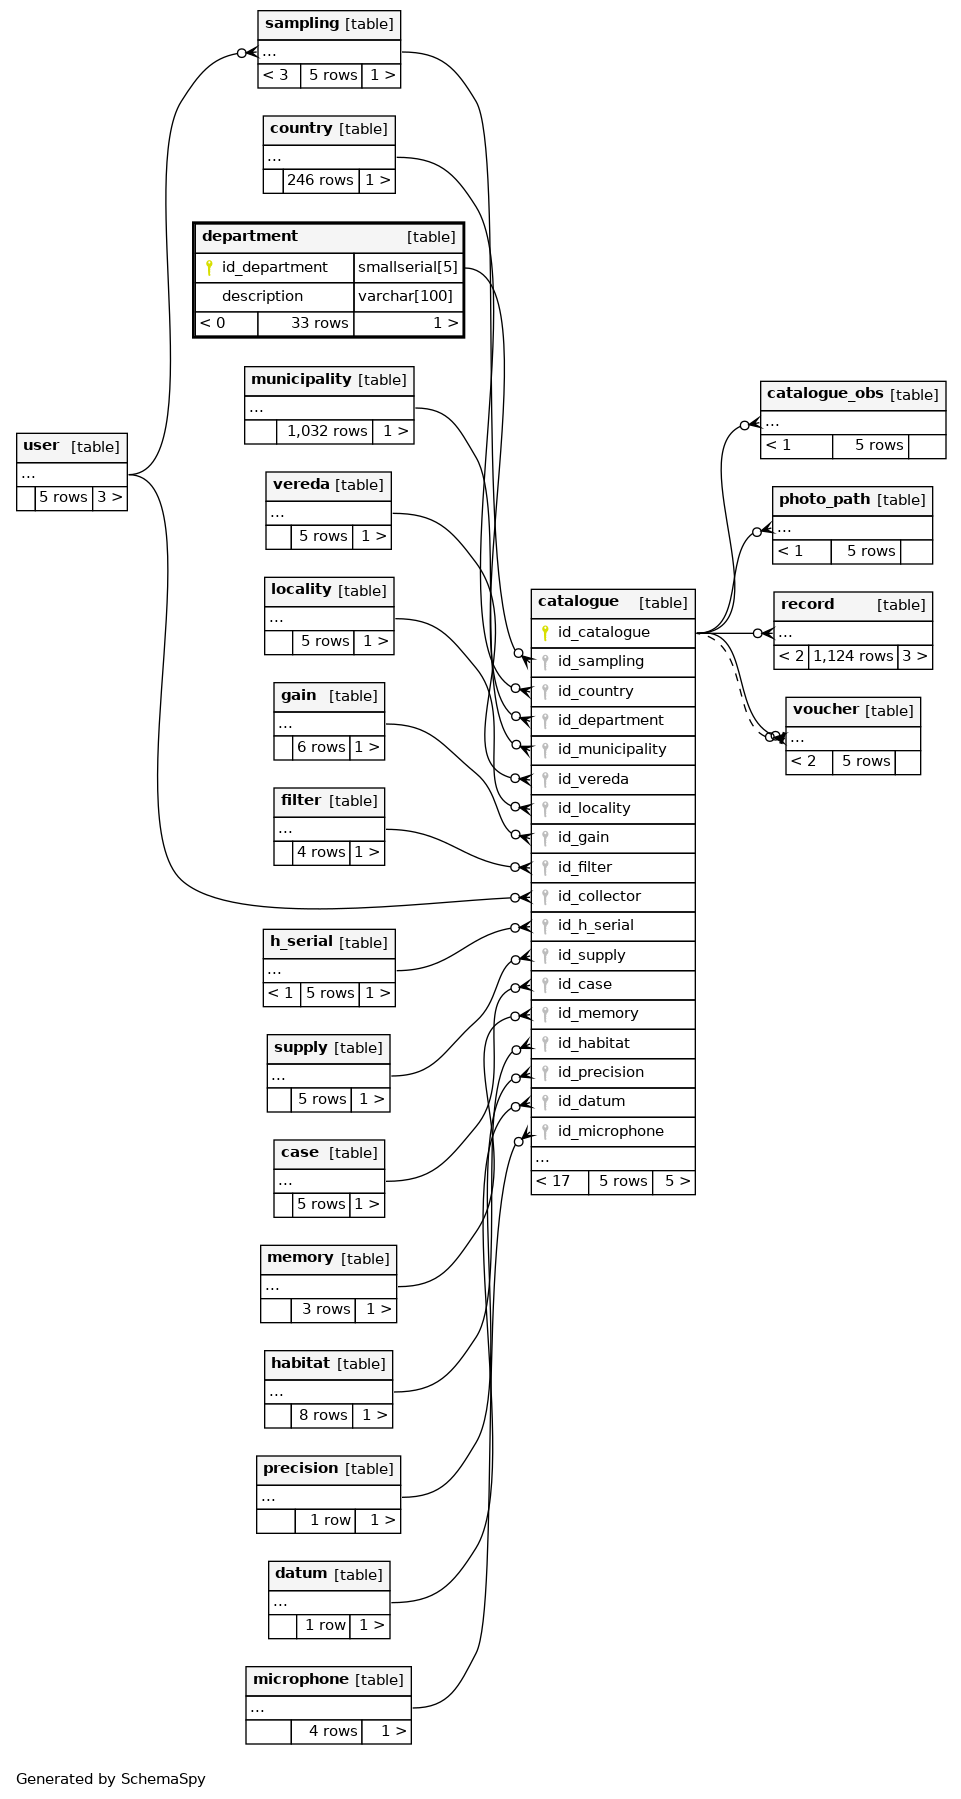 sampling [table]
...
< 3 5 rows 1 >
country [table]
...
246 rows 1 >
department [table]
id_department smallserial[5]
description varchar[100]
< 0 33 rows 1 >
municipality [table]
...
1,032 rows 1 >
user [table]
...
5 rows 3 >
vereda [table]
...
5 rows 1 >
locality [table]
...
5 rows 1 >
gain [table]
...
6 rows 1 >
filter [table]
...
4 rows 1 >
h_serial [table]
...
< 1 5 rows 1 >
supply [table]
...
5 rows 1 >
case [table]
...
5 rows 1 >
memory [table]
...
3 rows 1 >
habitat [table]
...
8 rows 1 >
precision [table]
...
1 row 1 >
datum [table]
...
1 row 1 >
microphone [table]
...
4 rows 1 >
catalogue [table]
id_catalogue
id_sampling
id_country
id_department
id_municipality
id_vereda
id_locality
id_gain
id_filter
id_collector
id_h_serial
id_supply
id_case
id_memory
id_habitat
id_precision
id_datum
id_microphone
...
< 17 5 rows 5 >
catalogue_obs [table]
...
< 1 5 rows
photo_path [table]
...
< 1 5 rows
record [table]
...
< 2 1,124 rows 3 >
voucher [table]
...
< 2 5 rows
Generated by SchemaSpy